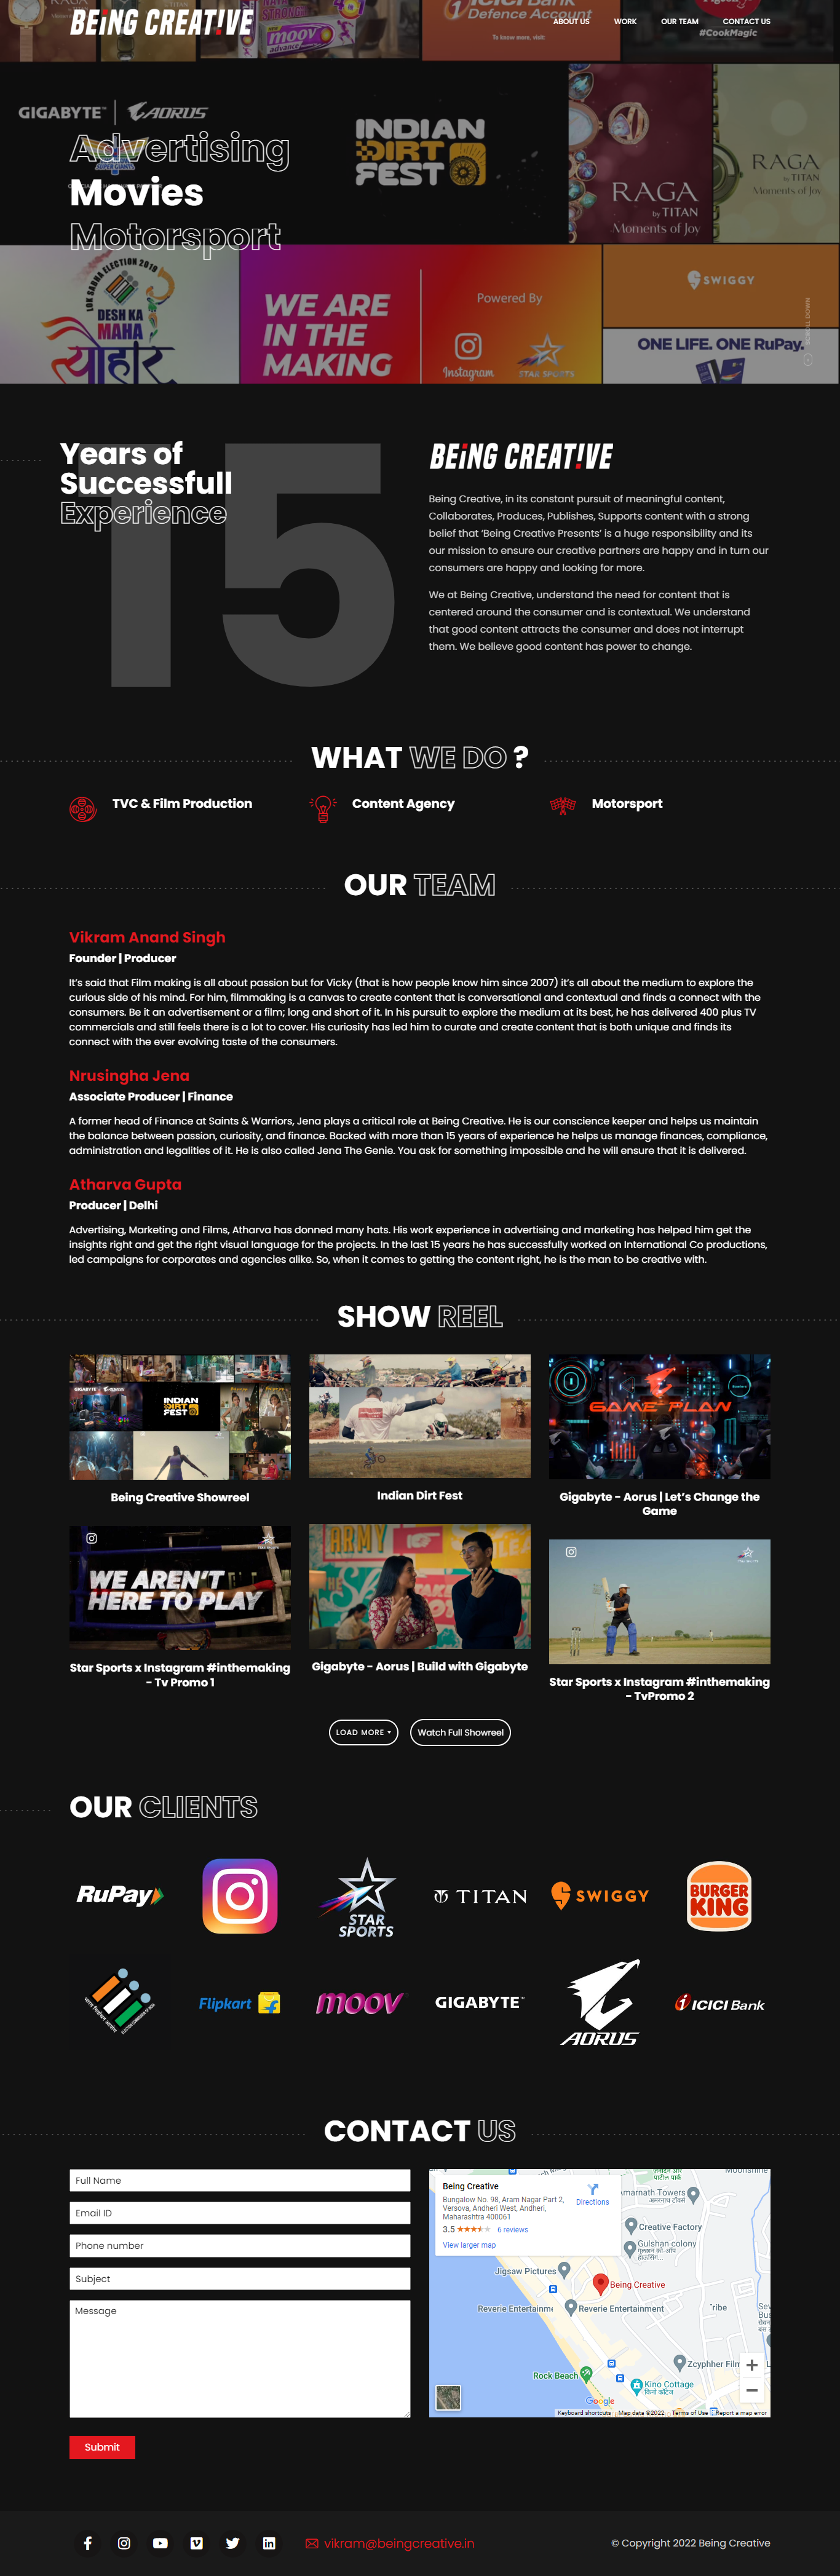 BEiNG CREAT!VE
ABOUT US
WORK
OUR TEAM
CONTACT US
ICICI Bank
Defence Account
To know more, visit:
moov
#CookMagic
GIGABYTE™ | AORUS
Advertising
Movies
Motorsport
INDIAN
DIRT
FEST
RAGA
by TITAN
Moments of Joy
RAGA
by TITAN
Moments of Joy
LOK SABHA ELECTION 2019
DESH KA
MAHA
त्योहार
WE ARE
IN THE
MAKING
Powered By
Instagram
STAR SPORTS
SWIGGY
ONE LIFE. ONE RuPay.
15
Years of
Successfull
Experience
BEiNG CREAT!VE
Being Creative, in its constant pursuit of meaningful content,
Collaborates, Produces, Publishes, Supports content with a strong
belief that ‘Being Creative Presents’ is a huge responsibility and its
our mission to ensure our creative partners are happy and in turn our
consumers are happy and looking for more.
We at Being Creative, understand the need for content that is
centered around the consumer and is contextual. We understand
that good content attracts the consumer and does not interrupt
them. We believe good content has power to change.
WHAT WE DO ?
TVC & Film Production
Content Agency
Motorsport
OUR TEAM
Vikram Anand Singh
Founder | Producer
It’s said that Film making is all about passion but for Vicky (that is how people know him since 2007) it’s all about the medium to explore the
curious side of his mind. For him, filmmaking is a canvas to create content that is conversational and contextual and finds a connect with the
consumers. Be it an advertisement or a film; long and short of it. In his pursuit to explore the medium at its best, he has delivered 400 plus TV
commercials and still feels there is a lot to cover. His curiosity has led him to curate and create content that is both unique and finds its
connect with the ever evolving taste of the consumers.
Nrusingha Jena
Associate Producer | Finance
A former head of Finance at Saints & Warriors, Jena plays a critical role at Being Creative. He is our conscience keeper and helps us maintain
the balance between passion, curiosity, and finance. Backed with more than 15 years of experience he helps us manage finances, compliance,
administration and legalities of it. He is also called Jena The Genie. You ask for something impossible and he will ensure that it is delivered.
Atharva Gupta
Producer | Delhi
Advertising, Marketing and Films, Atharva has donned many hats. His work experience in advertising and marketing has helped him get the
insights right and get the right visual language for the projects. In the last 15 years he has successfully worked on International Co productions,
led campaigns for corporates and agencies alike. So, when it comes to getting the content right, he is the man to be creative with.
SHOW REEL
INDIAN
DIRT
FEST
GAME PLAN
Being Creative Showreel
Indian Dirt Fest
Gigabyte - Aorus | Let’s Change the
Game
WE AREN'T
HERE TO PLAY
ARMY
Star Sports x Instagram #inthemaking
- Tv Promo 1
Gigabyte - Aorus | Build with Gigabyte
Star Sports x Instagram #inthemaking
- TvPromo 2
LOAD MORE
Watch Full Showreel
OUR CLIENTS
RuPay
STAR
SPORTS
TITAN
SWIGGY
BURGER
KING
Flipkart
moov
GIGABYTE™
AORUS
ICICI Bank
CONTACT US
Full Name
Email ID
Phone number
Subject
Message
Submit
Being Creative
Bungalow No. 98, Aram Nagar Part 2,
Versova, Andheri West, Andheri,
Maharashtra 400061
3.5
6 reviews
View larger map
Directions
Creative Factory
Gulshan colony
Jigsaw Pictures
Being Creative
Reverie Entertainment
Rock Beach
Kino Cottage
किनो कॉटेज
Google
Keyboard shortcuts
Map data ©2022
Terms of Use
Report a map error
vikram@beingcreative.in
© Copyright 2022 Being Creative